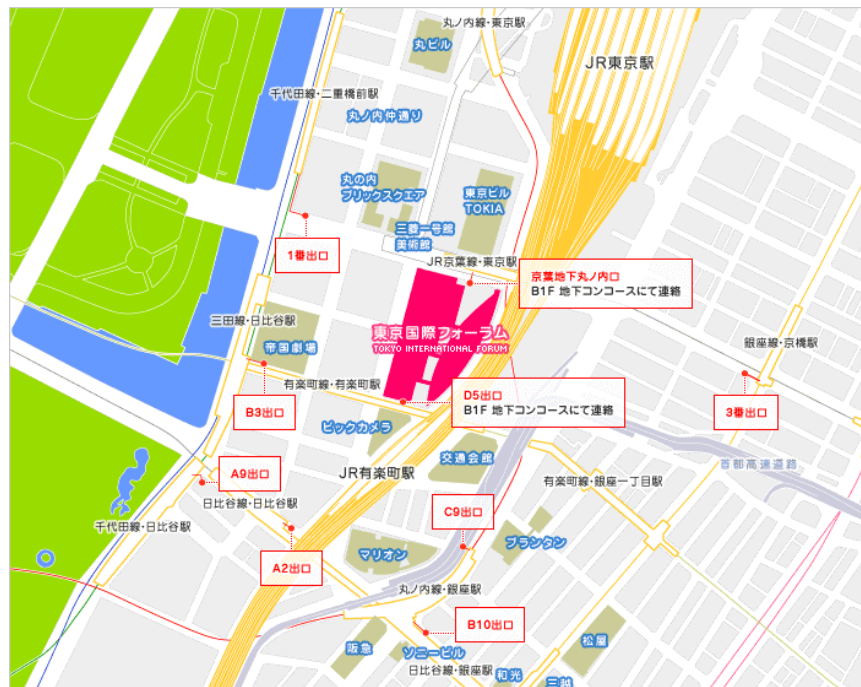 丸ノ内線・東京駅
丸ビル
JR東京駅
千代田線・二重橋前駅
丸ノ内仲通り
丸の内
ブリックスクエア
東京ビル
TOKIA
三菱一号館
美術館
1番出口
JR京葉線・東京駅
京葉地下丸ノ内口
B1F 地下コンコースにて連絡
三田線・日比谷駅
東京国際フォーラム
TOKYO INTERNATIONAL FORUM
帝国劇場
銀座線・京橋駅
有楽町線・有楽町駅
D5出口
B1F 地下コンコースにて連絡
B3出口
3番出口
ビックカメラ
交通会館
首都高速道路
A9出口
JR有楽町駅
有楽町線・銀座一丁目駅
日比谷線・日比谷駅
C9出口
千代田線・日比谷駅
プランタン
マリオン
A2出口
丸ノ内線・銀座駅
B10出口
阪急
ソニービル
松屋
日比谷線・銀座駅
和光
三越